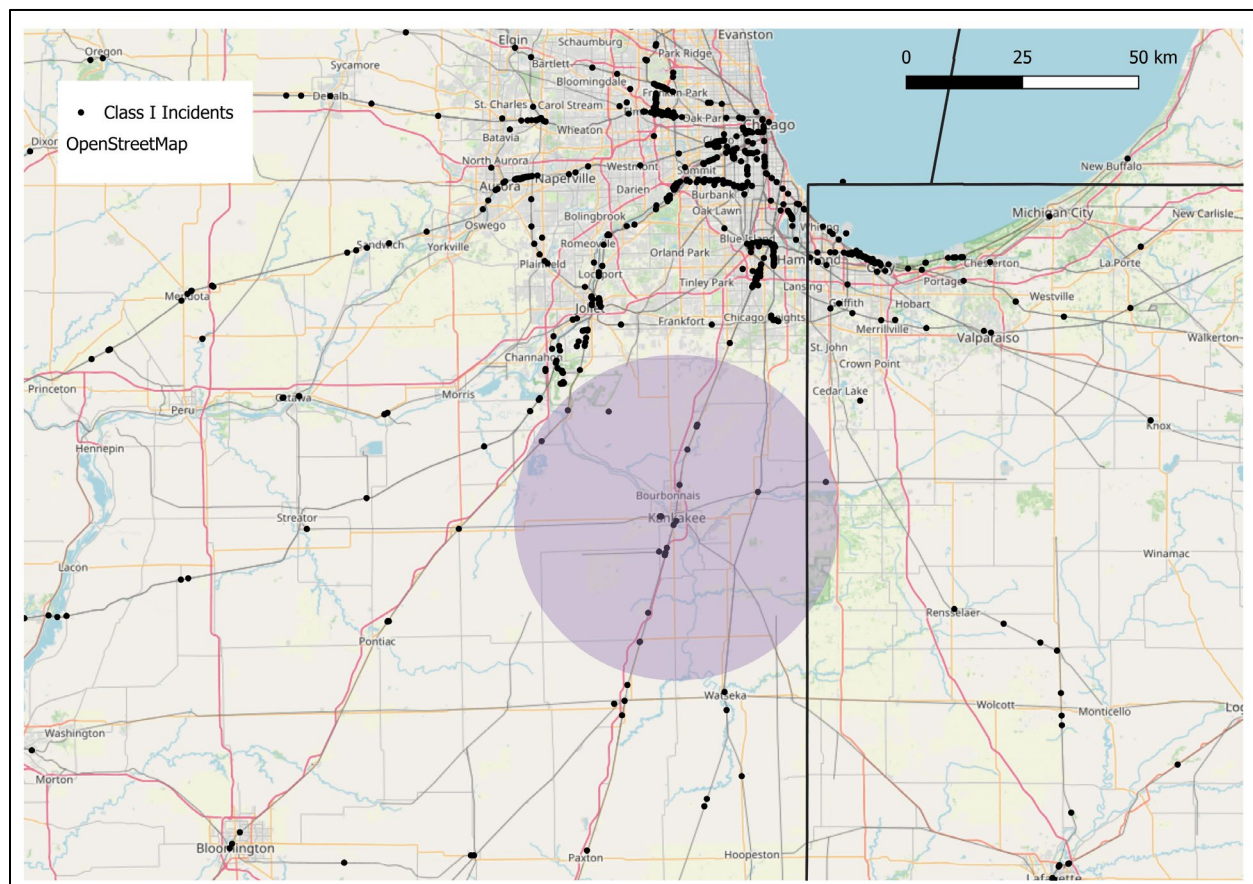 Evanston
Elgin
Schaumburg
Park Ridge
Oregon
Sycamore
Bartlett
Bloomingdale
0 25 50 km
Franklin Park
DeKalb
St. Charles
Carol Stream
Oak Park
Class I Incidents
Chicago
Batavia
Wheaton
Dixon
OpenStreetMap
North Aurora
Westmont
Summit
New Buffalo
Aurora
Naperville
Darien
Burbank
Oak Lawn
Michigan City
New Carlisle
Bolingbrook
Oswego
Whiting
Sandwich
Yorkville
Romeoville
Orland Park
Blue Island
Plainfield
Lockport
Hammond
Gary
Chesterton
La Porte
Tinley Park
Lansing
Portage
Mendota
Griffith
Hobart
Westville
Joliet
Frankfort
Chicago Heights
Merrillville
Valparaiso
Walkerton
St. John
Channahon
Crown Point
Princeton
Ottawa
Morris
Cedar Lake
Peru
Knox
Hennepin
Bourbonnais
Streator
Kankakee
Winamac
Lacon
Rensselaer
Pontiac
Watseka
Wolcott
Monticello
Log
Washington
Morton
Bloomington
Paxton
Hoopeston
Lafayette